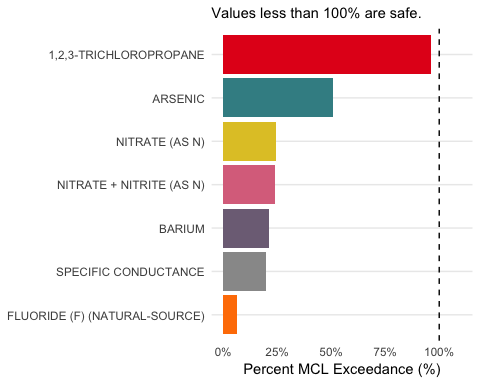 Values less than 100% are safe.
1,2,3-TRICHLOROPROPANE
ARSENIC
NITRATE (AS N)
NITRATE + NITRITE (AS N)
BARIUM
SPECIFIC CONDUCTANCE
FLUORIDE (F) (NATURAL-SOURCE)
0% 25% 50% 75% 100%
Percent MCL Exceedance (%)